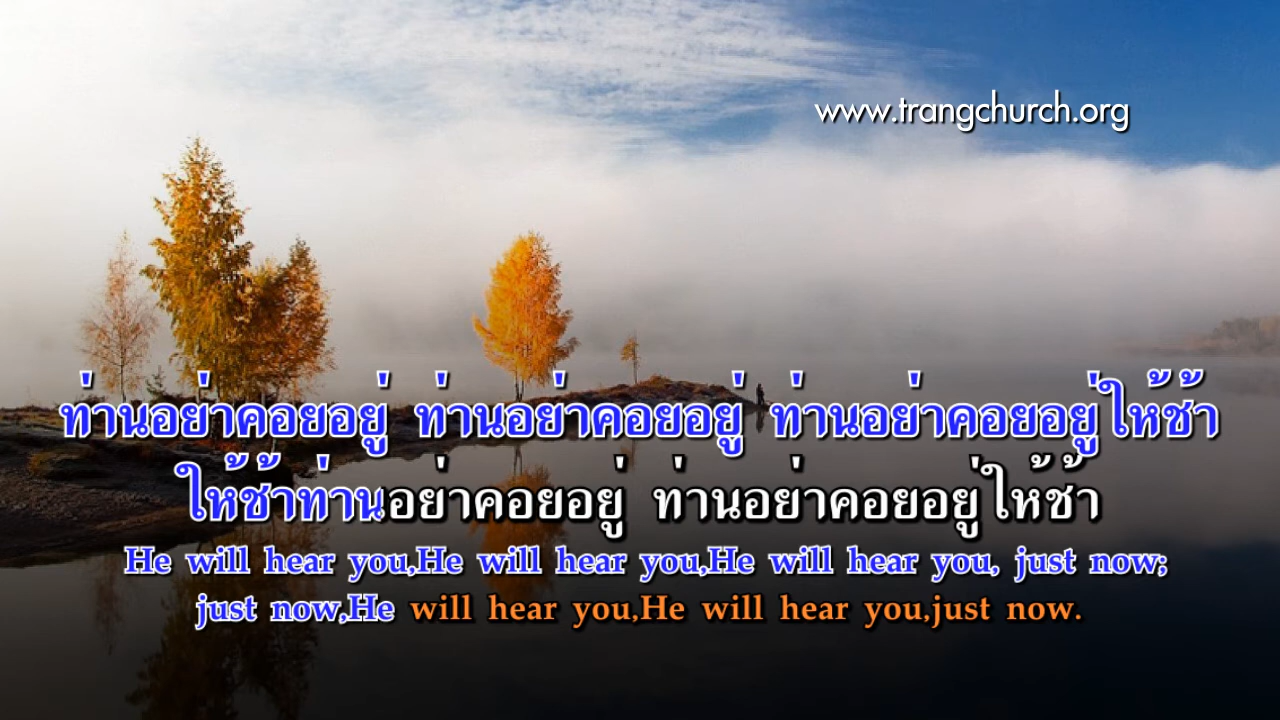 www.trangchurch.org
ท่านอย่าคอยอยู่ ท่านอย่าคอยอยู่ ท่านอย่าคอยอยู่ให้ช้า
ให้ช้าท่านอย่าคอยอยู่ ท่านอย่าคอยอยู่ให้ช้า
He will hear you,He will hear you,He will hear you, just now;
just now,He will hear you,He will hear you,just now.